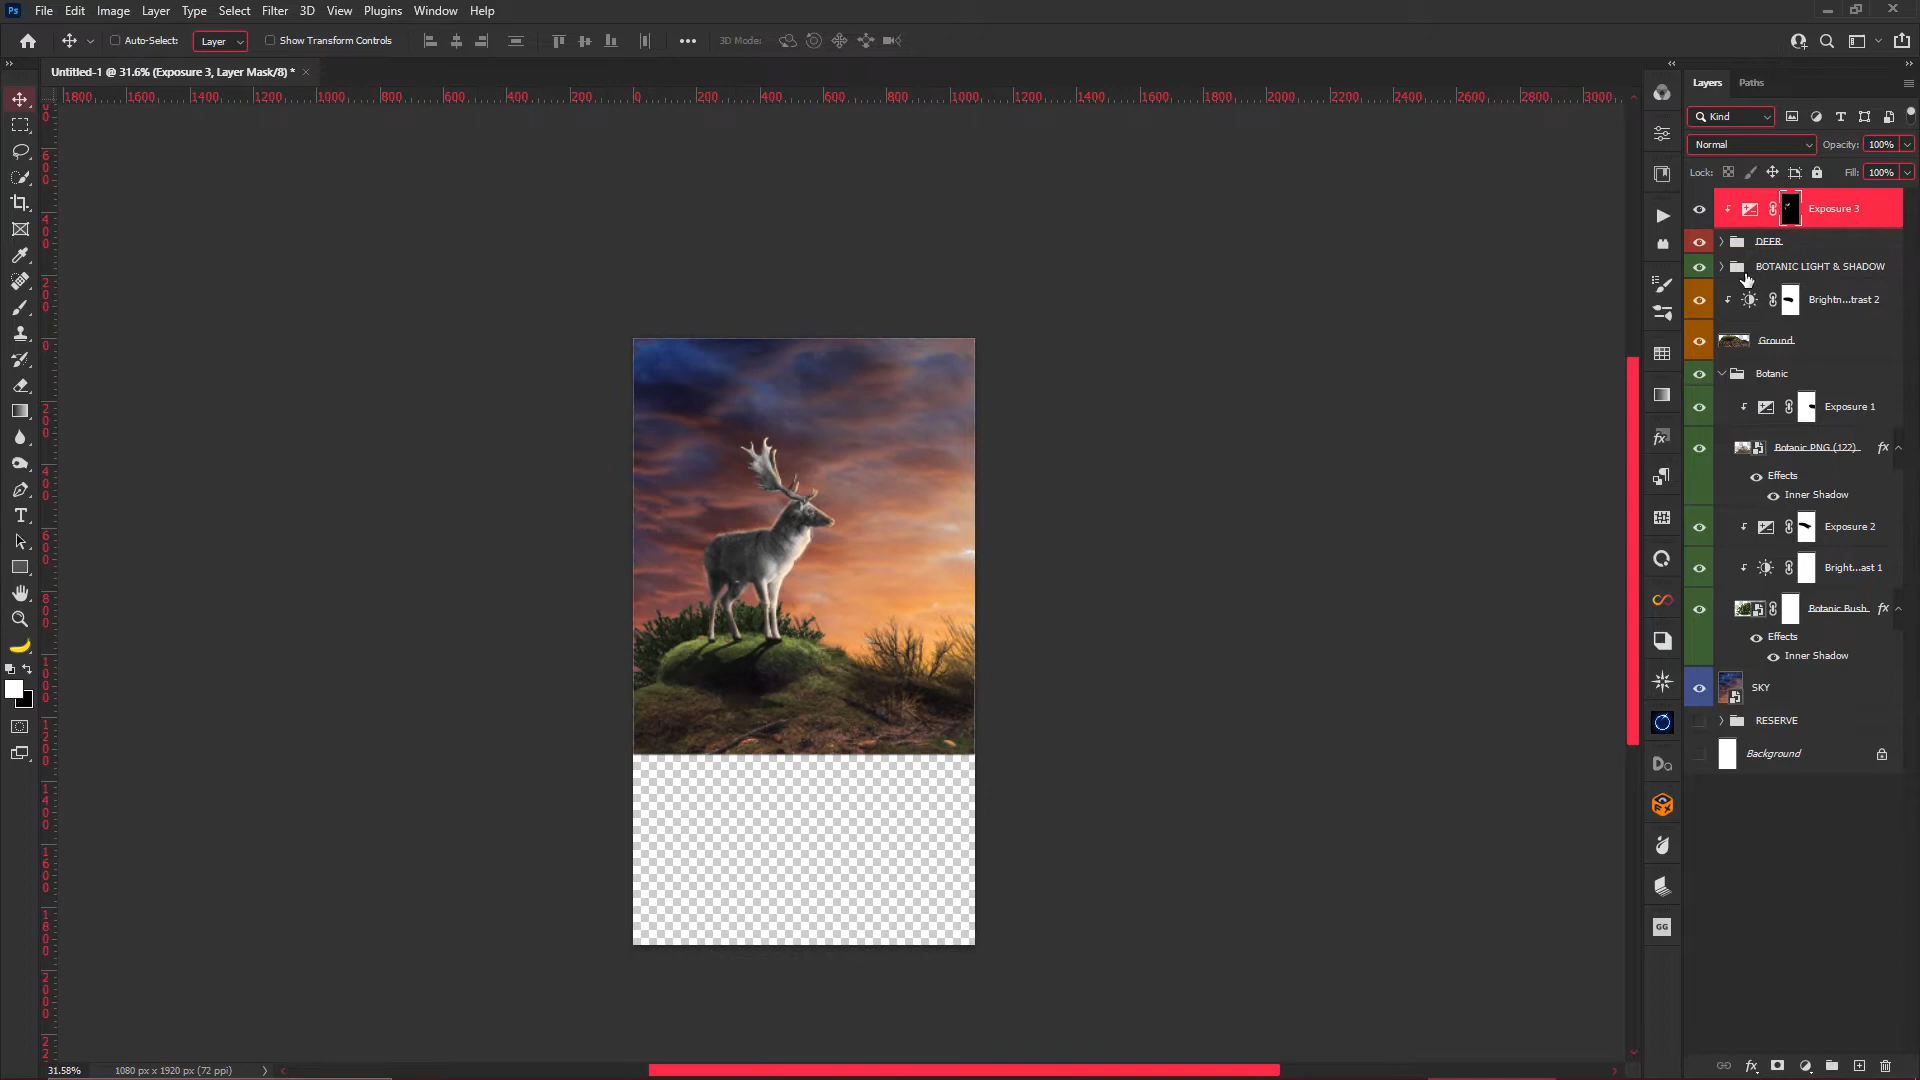 Ps File Edit Image Layer Type Select Filter 3D View Plugins Window Help
Auto-Select: Layer Show Transform Controls 3D Mode:
Untitled-1 @ 31.6% (Exposure 3, Layer Mask/8) *
1800 1600 1400 1200 1000 800 600 400 200 0 200 400 600 800 1000 1200 1400 1600 1800 2000 2200 2400 2600 2800 3000
Layers Paths
Kind
Normal Opacity: 100%
Lock: Fill: 100%
Exposure 3
DEER
BOTANIC LIGHT & SHADOW
Brightn...trast 2
Ground
Botanic
Exposure 1
Botanic PNG (122) fx
Effects
Inner Shadow
Exposure 2
Bright...ast 1
Botanic Bush fx
Effects
Inner Shadow
SKY
RESERVE
Background
GG
31.58% 1080 px x 1920 px (72 ppi)